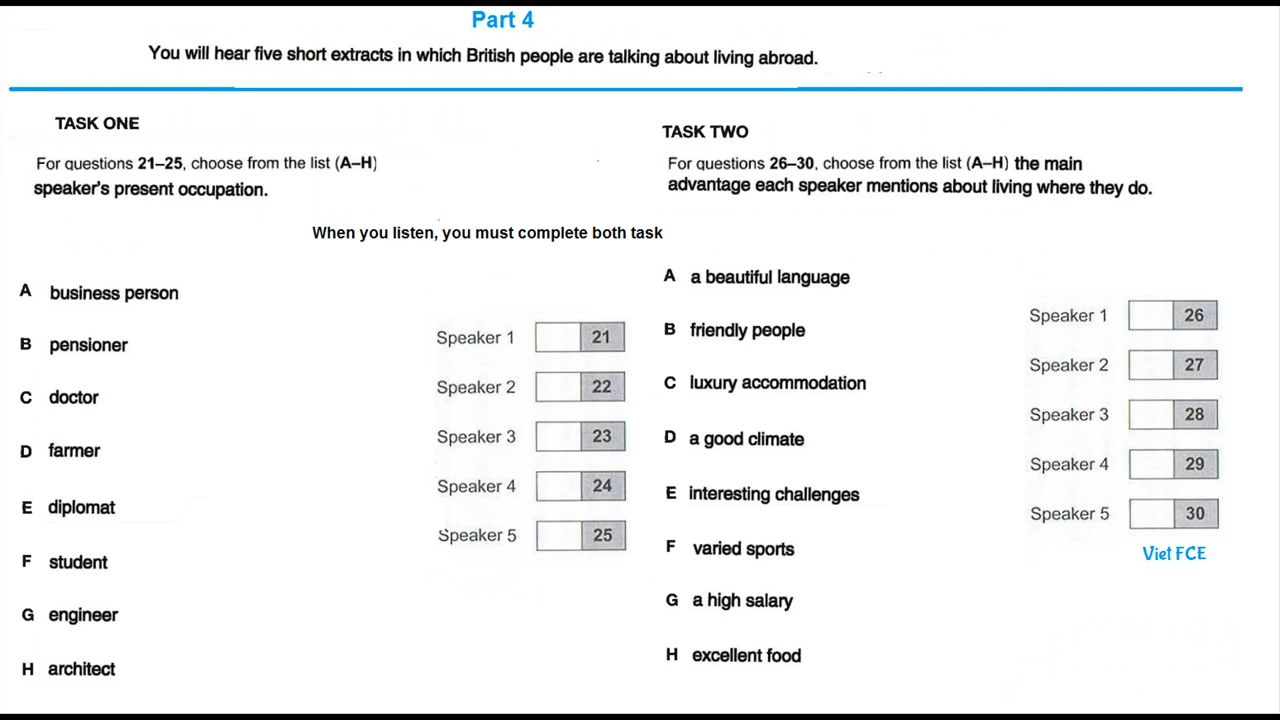 Part 4
You will hear five short extracts in which British people are talking about living abroad.
TASK ONE
For questions 21–25, choose from the list (A–H)
speaker's present occupation.
TASK TWO
For questions 26–30, choose from the list (A–H) the main
advantage each speaker mentions about living where they do.
When you listen, you must complete both task
A business person
B pensioner
C doctor
D farmer
E diplomat
F student
G engineer
H architect
Speaker 1 21
Speaker 2 22
Speaker 3 23
Speaker 4 24
Speaker 5 25
A a beautiful language
B friendly people
C luxury accommodation
D a good climate
E interesting challenges
F varied sports
G a high salary
H excellent food
Speaker 1 26
Speaker 2 27
Speaker 3 28
Speaker 4 29
Speaker 5 30
Viet FCE